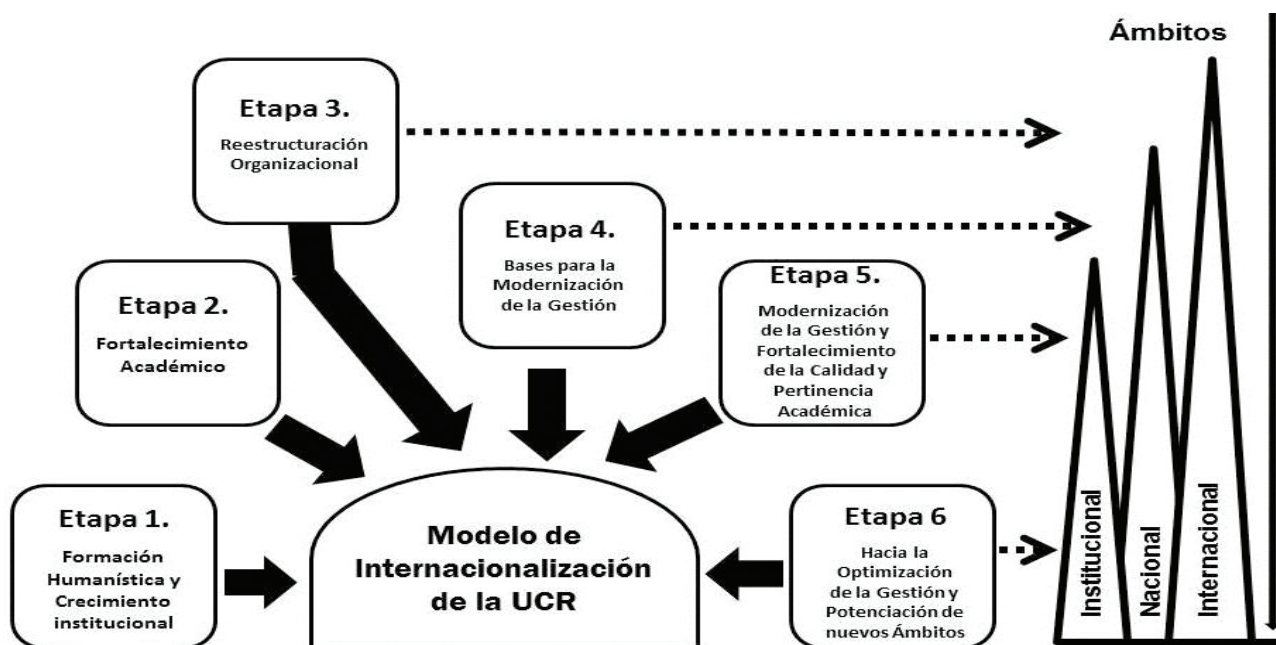 Ámbitos
Etapa 3.
Reestructuración
Organizacional
Etapa 4.
Bases para la
Modernización
de la Gestión
Etapa 2.
Fortalecimiento
Académico
Etapa 5.
Modernización
de la Gestión y
Fortalecimiento
de la Calidad y
Pertinencia
Académica
Etapa 1.
Formación
Humanística y
Crecimiento
institucional
Modelo de
Internacionalización
de la UCR
Etapa 6
Hacia la
Optimización
de la Gestión y
Potenciación de
nuevos Ámbitos
Institucional
Nacional
Internacional